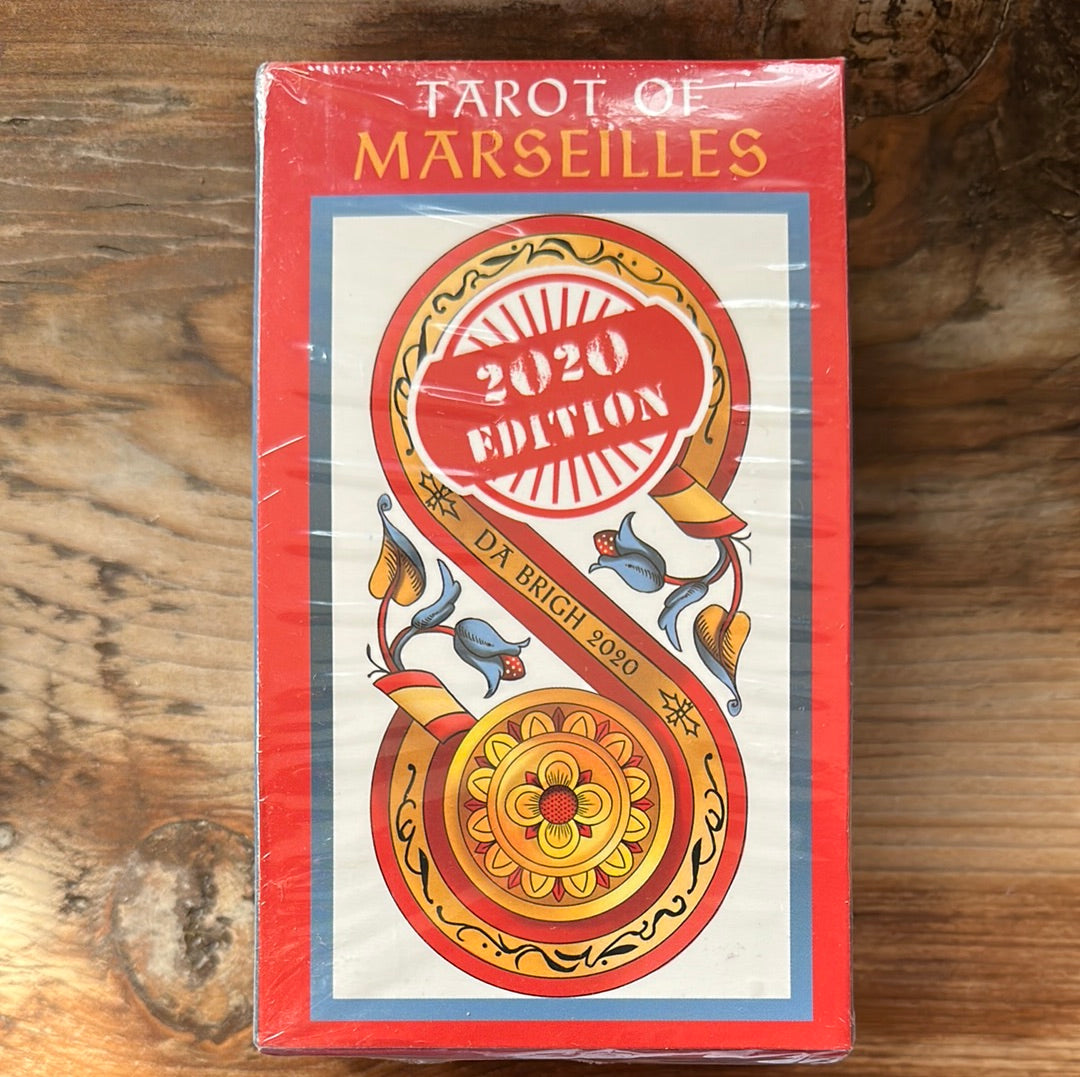 TAROT OF
MARSEILLES
2020
EDITION
DA BRIGH 2020